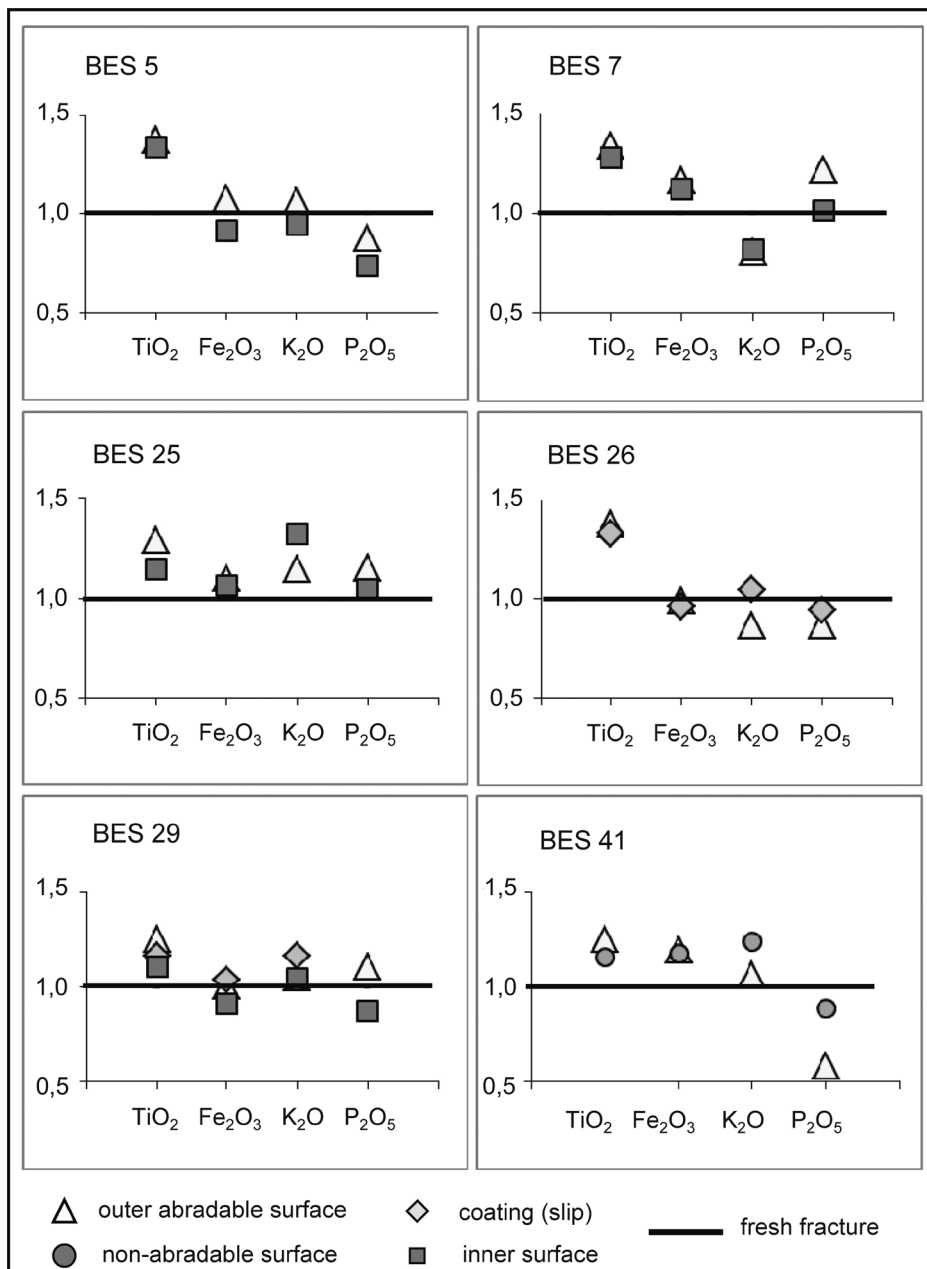 BES 5
1,5
1,0
0,5
TiO₂ Fe₂O₃ K₂O P₂O₅
BES 7
1,5
1,0
0,5
TiO₂ Fe₂O₃ K₂O P₂O₅
BES 25
1,5
1,0
0,5
TiO₂ Fe₂O₃ K₂O P₂O₅
BES 26
1,5
1,0
0,5
TiO₂ Fe₂O₃ K₂O P₂O₅
BES 29
1,5
1,0
0,5
TiO₂ Fe₂O₃ K₂O P₂O₅
BES 41
1,5
1,0
0,5
TiO₂ Fe₂O₃ K₂O P₂O₅
outer abradable surface
coating (slip)
fresh fracture
non-abradable surface
inner surface